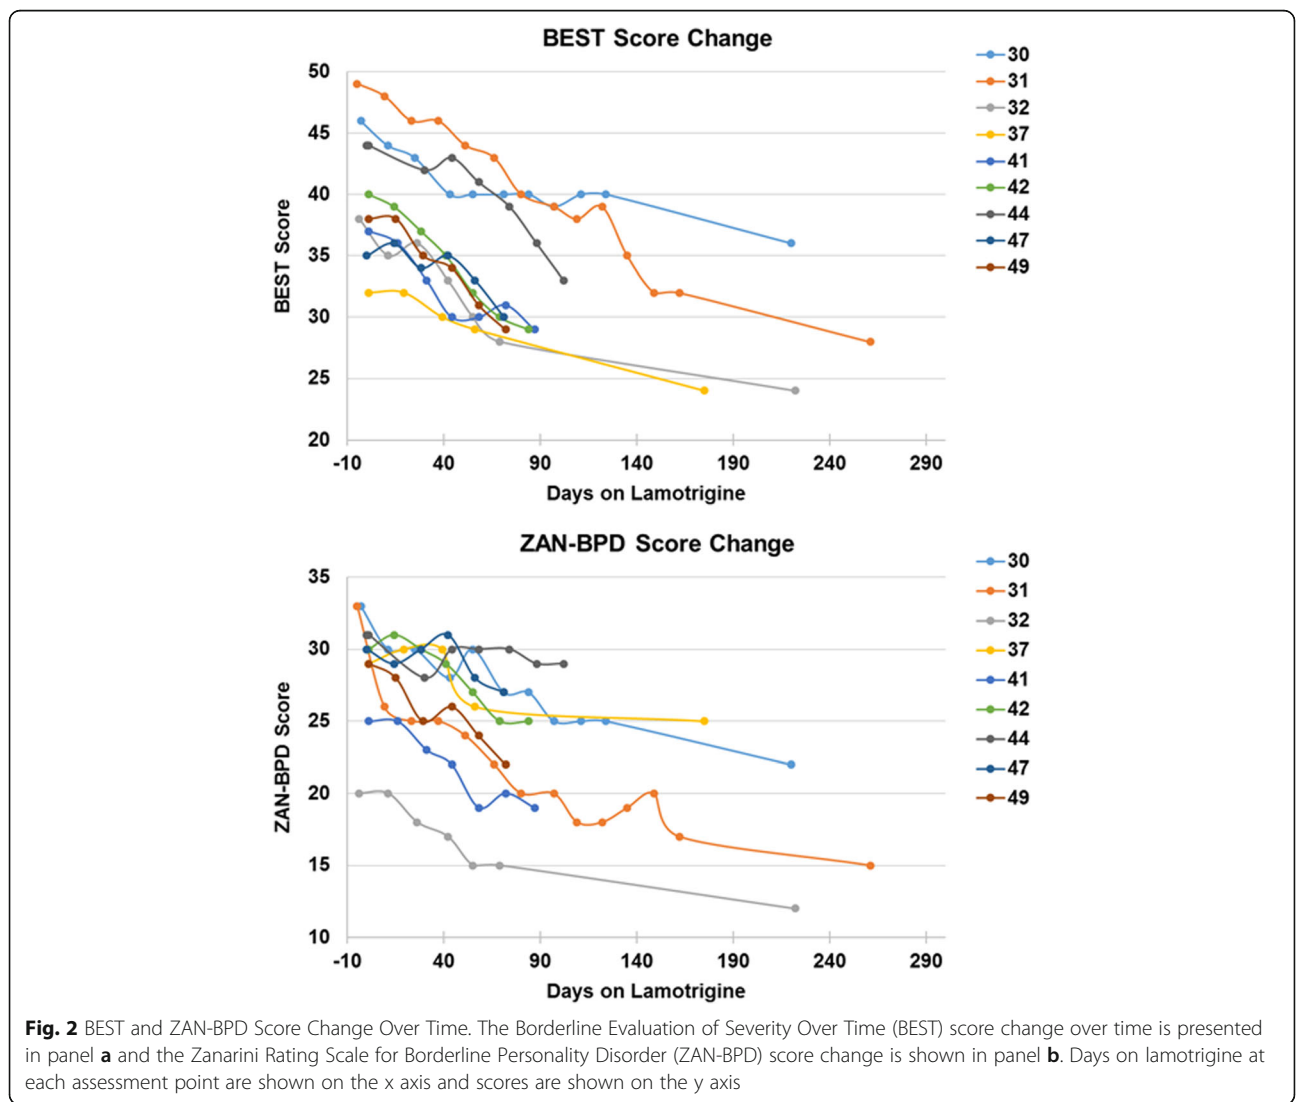 BEST Score Change
50
45
40
35
30
25
20
BEST Score
-10 40 90 140 190 240 290
Days on Lamotrigine
30
31
32
37
41
42
44
47
49
ZAN-BPD Score Change
35
30
25
20
15
10
ZAN-BPD Score
-10 40 90 140 190 240 290
Days on Lamotrigine
30
31
32
37
41
42
44
47
49
Fig. 2 BEST and ZAN-BPD Score Change Over Time. The Borderline Evaluation of Severity Over Time (BEST) score change over time is presented
in panel a and the Zanarini Rating Scale for Borderline Personality Disorder (ZAN-BPD) score change is shown in panel b. Days on lamotrigine at
each assessment point are shown on the x axis and scores are shown on the y axis